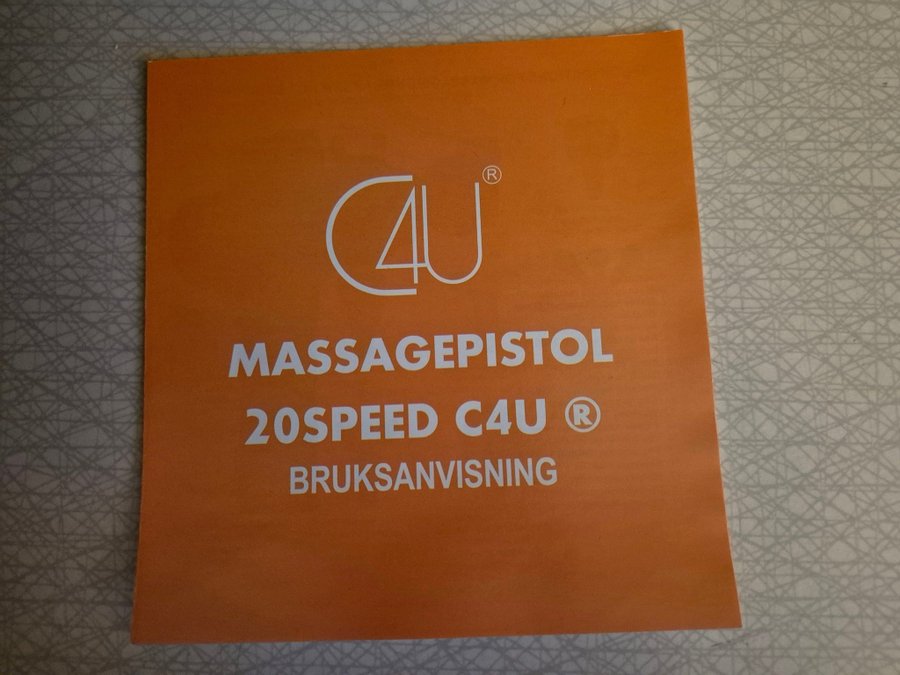 C4U®
MASSAGEPISTOL
20SPEED C4U ®
BRUKSANVISNING